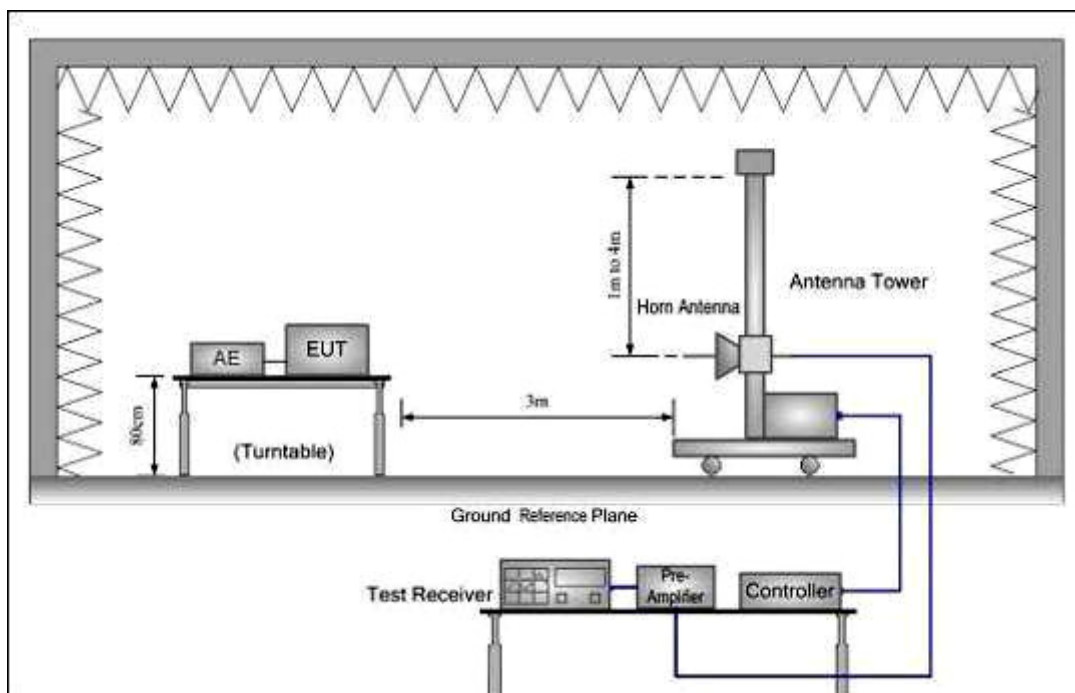 1m to 4m
Antenna Tower
Horn Antenna
AE
EUT
80cm
3m
(Turntable)
Ground Reference Plane
Test Receiver
Pre-
Amplifier
Controller